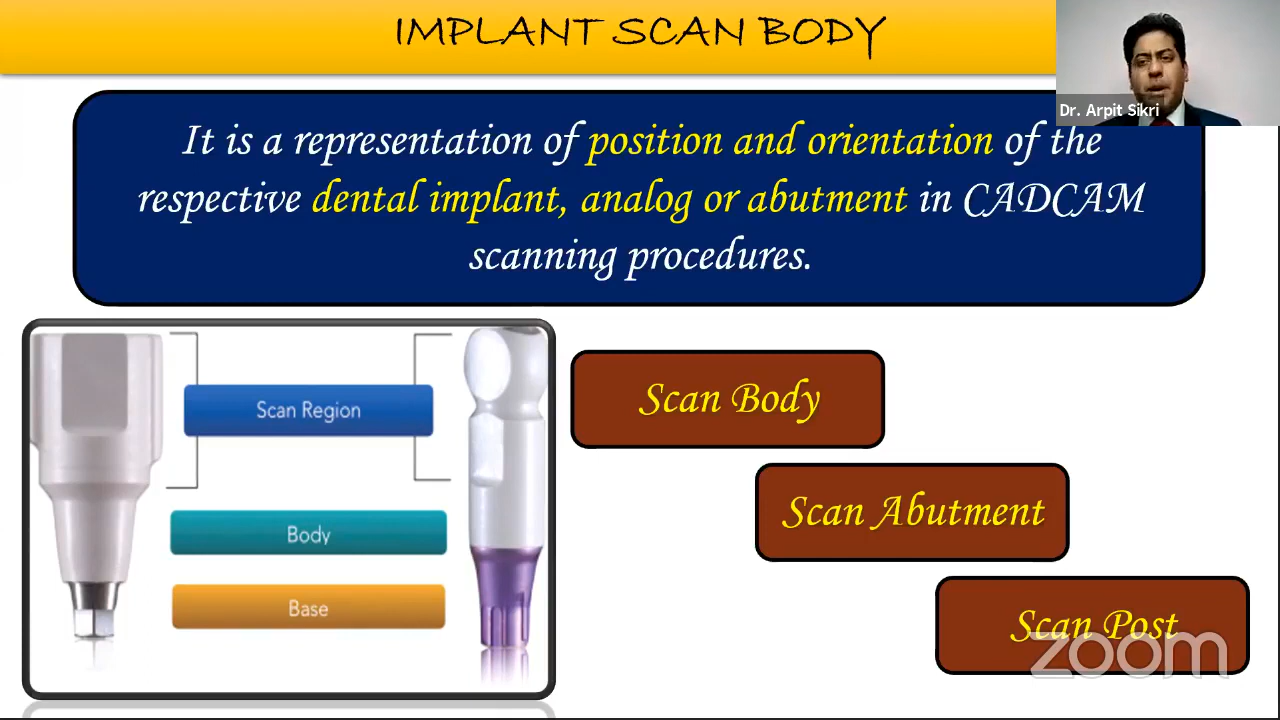 IMPLANT SCAN BODY
Dr. Arpit Sikri
It is a representation of position and orientation of the
respective dental implant, analog or abutment in CADCAM
scanning procedures.
Scan Region
Body
Base
Scan Body
Scan Abutment
Scan Post
zoom